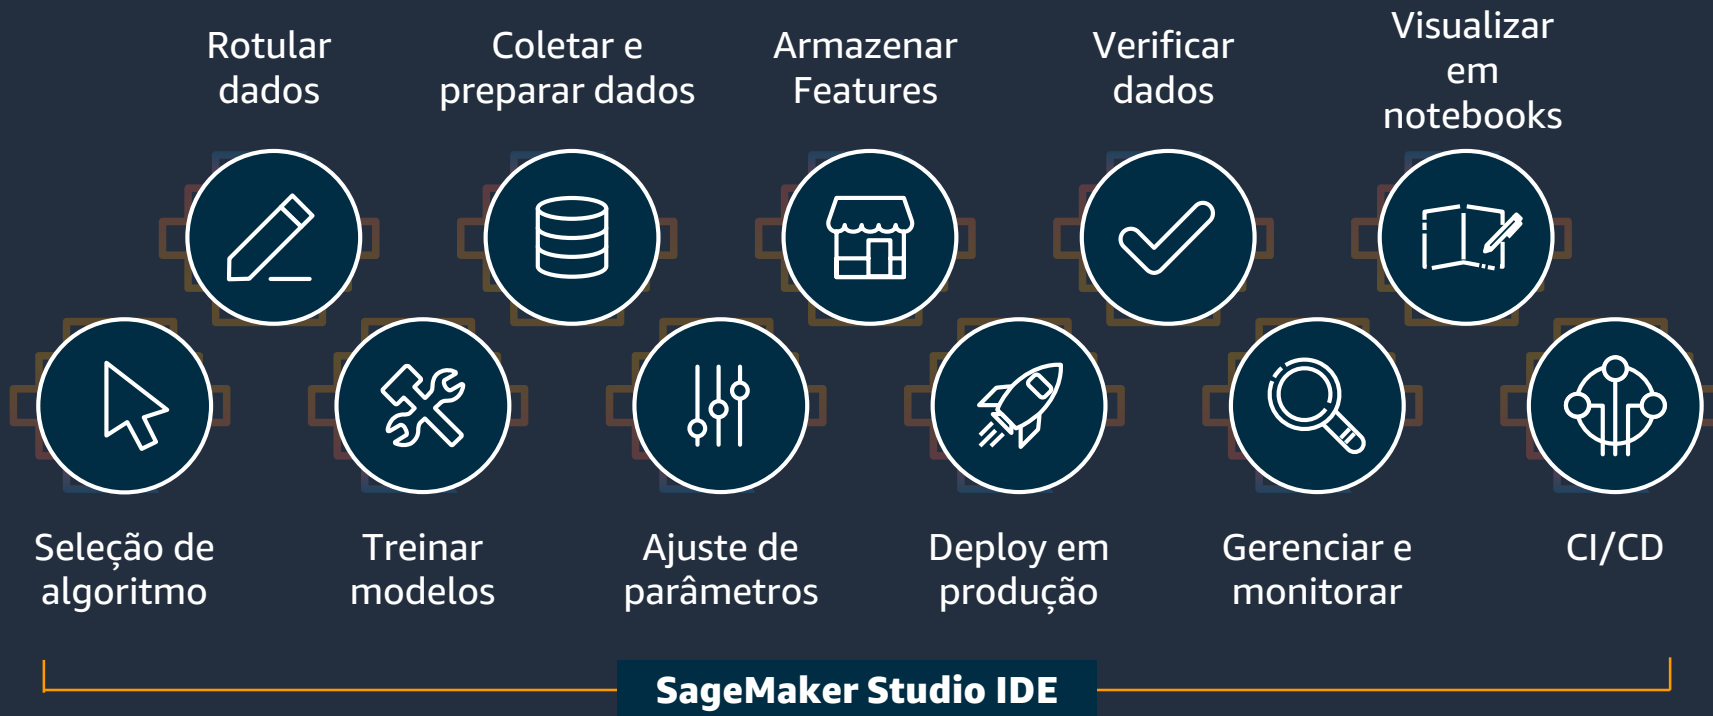 Rotular
dados
Coletar e
preparar dados
Armazenar
Features
Verificar
dados
Visualizar
em
notebooks
Seleção de
algoritmo
Treinar
modelos
Ajuste de
parâmetros
Deploy em
produção
Gerenciar e
monitorar
CI/CD
SageMaker Studio IDE